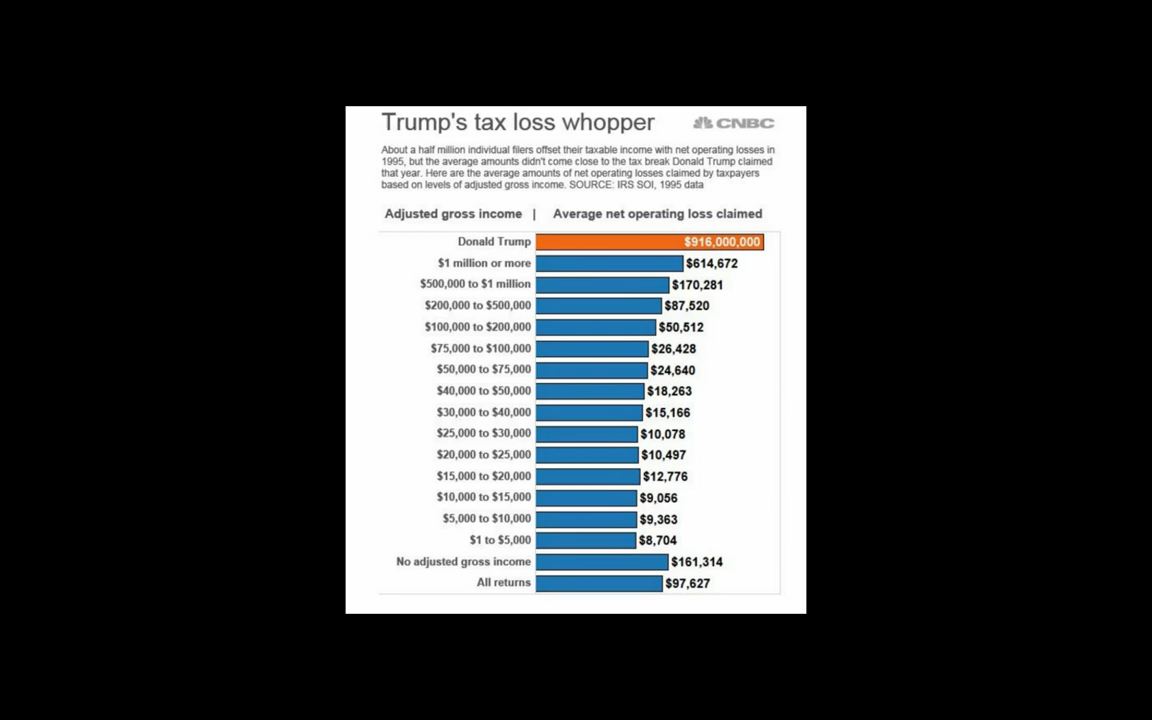 Trump's tax loss whopper
CNBC
About a half million individual filers offset their taxable income with net operating losses in
1995, but the average amounts didn't come close to the tax break Donald Trump claimed
that year. Here are the average amounts of net operating losses claimed by taxpayers
based on levels of adjusted gross income. SOURCE: IRS SOI, 1995 data
Adjusted gross income | Average net operating loss claimed
Donald Trump $916,000,000
$1 million or more $614,672
$500,000 to $1 million $170,281
$200,000 to $500,000 $87,520
$100,000 to $200,000 $50,512
$75,000 to $100,000 $26,428
$50,000 to $75,000 $24,640
$40,000 to $50,000 $18,263
$30,000 to $40,000 $15,166
$25,000 to $30,000 $10,078
$20,000 to $25,000 $10,497
$15,000 to $20,000 $12,776
$10,000 to $15,000 $9,056
$5,000 to $10,000 $9,363
$1 to $5,000 $8,704
No adjusted gross income $161,314
All returns $97,627